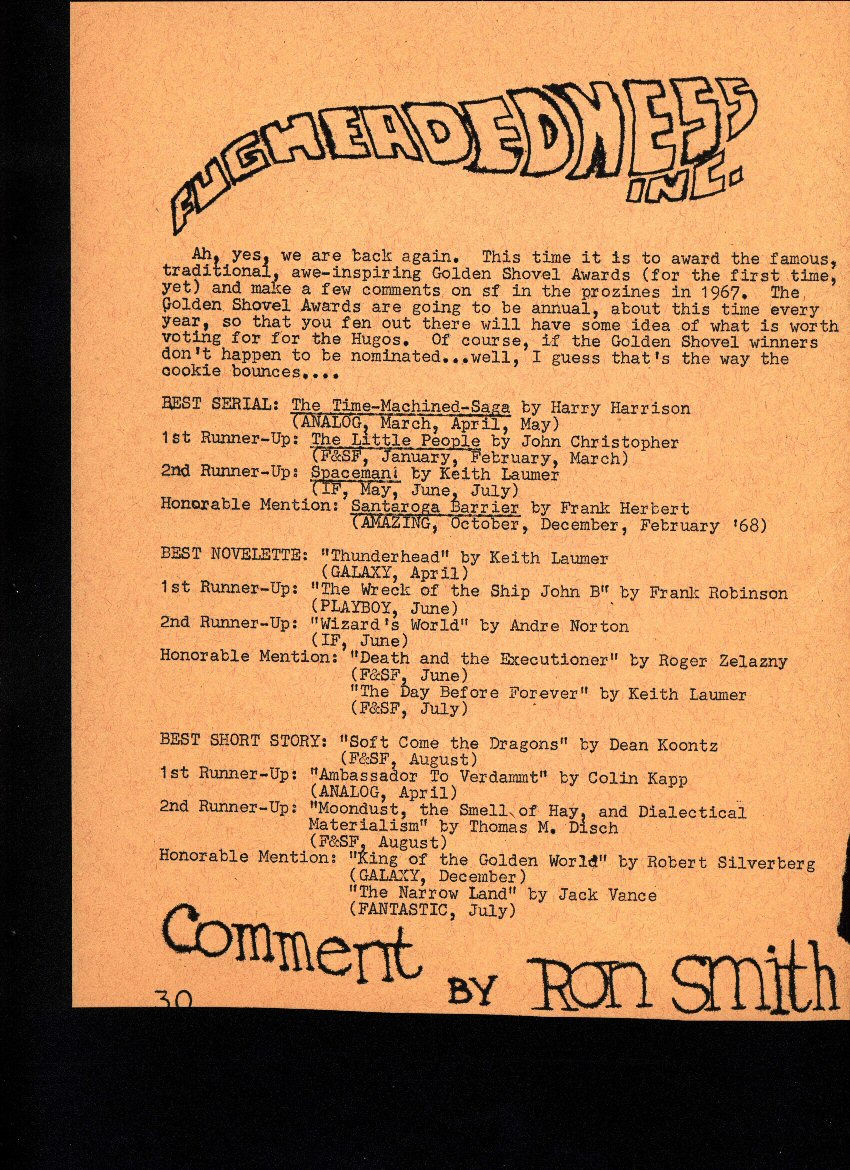 FUGHEADEDNESS
INC.
Ah, yes, we are back again. This time it is to award the famous,
traditional, awe-inspiring Golden Shovel Awards (for the first time,
yet) and make a few comments on sf in the prozines in 1967. The
Golden Shovel Awards are going to be annual, about this time every
year, so that you fen out there will have some idea of what is worth
voting for for the Hugos. Of course, if the Golden Shovel winners
don't happen to be nominated...well, I guess that's the way the
cookie bounces....
BEST SERIAL: The Time-Machined-Saga by Harry Harrison
(ANALOG, March, April, May)
1st Runner-Up: The Little People by John Christopher
(F&SF, January, February, March)
2nd Runner-Up: Spaceman! by Keith Laumer
(IF, May, June, July)
Honorable Mention: Santaroga Barrier by Frank Herbert
(AMAZING, October, December, February '68)
BEST NOVELETTE: "Thunderhead" by Keith Laumer
(GALAXY, April)
1st Runner-Up: "The Wreck of the Ship John B" by Frank Robinson
(PLAYBOY, June)
2nd Runner-Up: "Wizard's World" by Andre Norton
(IF, June)
Honorable Mention: "Death and the Executioner" by Roger Zelazny
(F&SF, June)
"The Day Before Forever" by Keith Laumer
(F&SF, July)
BEST SHORT STORY: "Soft Come the Dragons" by Dean Koontz
(F&SF, August)
1st Runner-Up: "Ambassador To Verdammt" by Colin Kapp
(ANALOG, April)
2nd Runner-Up: "Moondust, the Smell of Hay, and Dialectical
Materialism" by Thomas M. Disch
(F&SF, August)
Honorable Mention: "King of the Golden World" by Robert Silverberg
(GALAXY, December)
"The Narrow Land" by Jack Vance
(FANTASTIC, July)
Comment BY Ron Smith
30